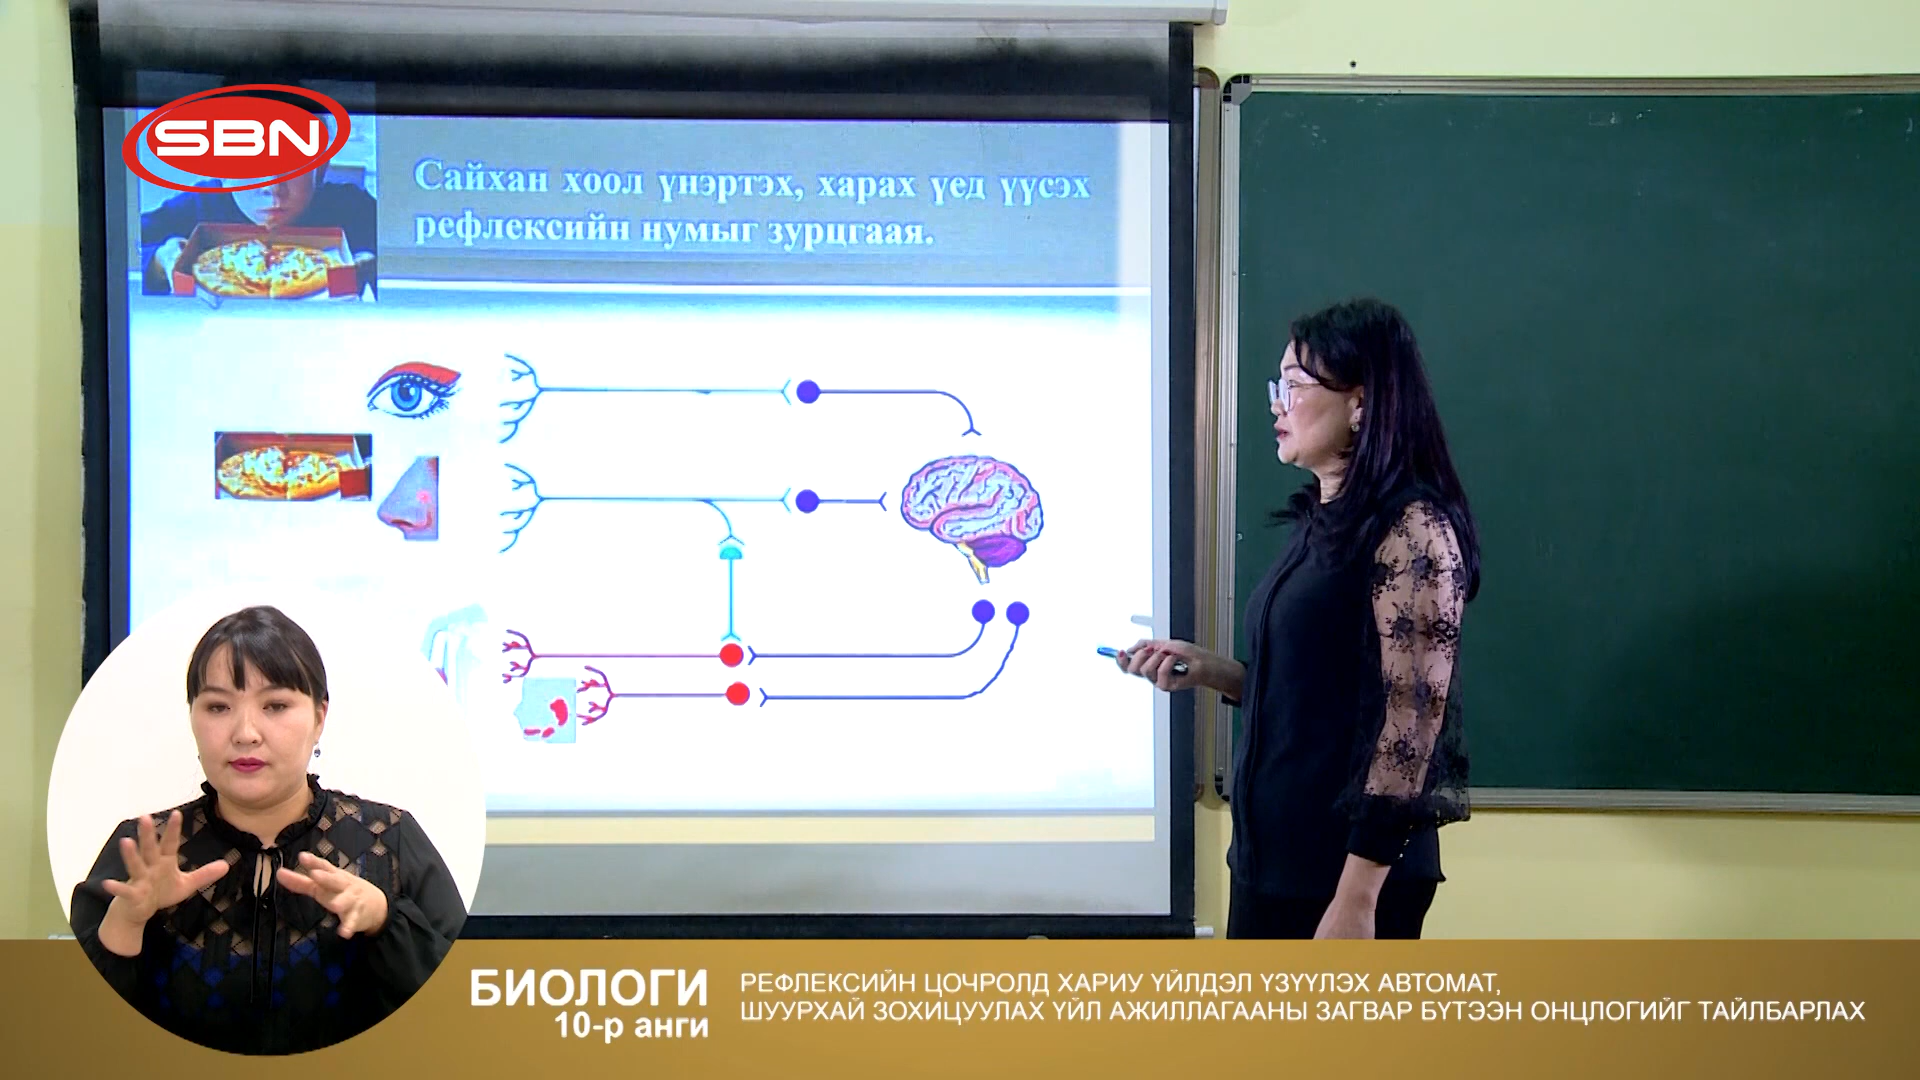 SBN
Сайхан хоол үнэртэх, харах үед үүсэх
рефлексийн нумыг зурцгаая.
БИОЛОГИ
10-р анги
РЕФЛЕКСИЙН ЦОЧРОЛД ХАРИУ ҮЙЛДЭЛ ҮЗҮҮЛЭХ АВТОМАТ,
ШУУРХАЙ ЗОХИЦУУЛАХ ҮЙЛ АЖИЛЛАГААНЫ ЗАГВАР БҮТЭЭН ОНЦЛОГИЙГ ТАЙЛБАРЛАХ